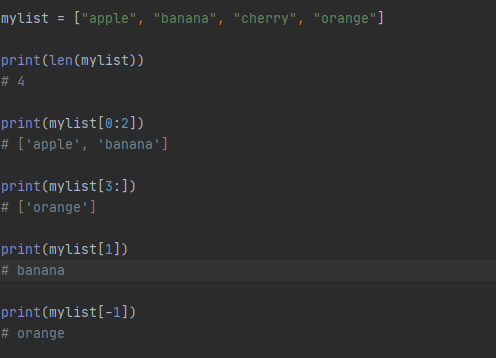 mylist = ["apple", "banana", "cherry", "orange"]
print(len(mylist))
# 4
print(mylist[0:2])
# ['apple', 'banana']
print(mylist[3:])
# ['orange']
print(mylist[1])
# banana
print(mylist[-1])
# orange